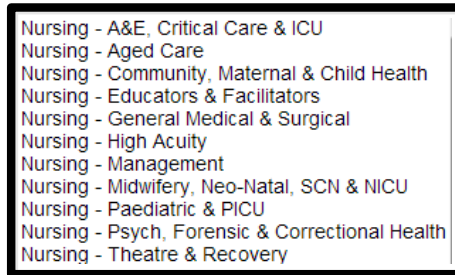 Nursing - A&E, Critical Care & ICU
Nursing - Aged Care
Nursing - Community, Maternal & Child Health
Nursing - Educators & Facilitators
Nursing - General Medical & Surgical
Nursing - High Acuity
Nursing - Management
Nursing - Midwifery, Neo-Natal, SCN & NICU
Nursing - Paediatric & PICU
Nursing - Psych, Forensic & Correctional Health
Nursing - Theatre & Recovery